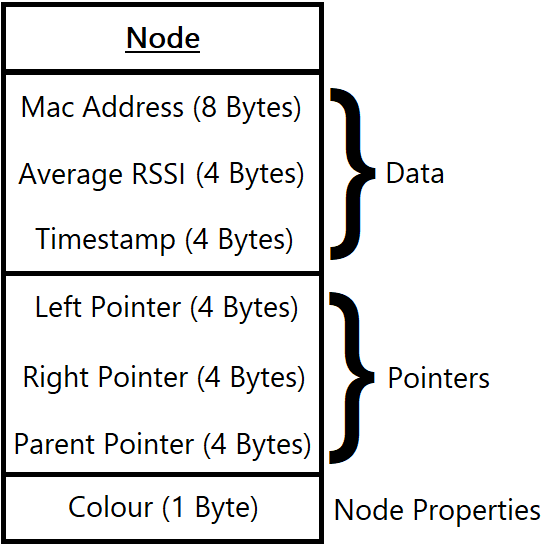 Node
Mac Address (8 Bytes)
Average RSSI (4 Bytes)
Timestamp (4 Bytes)
Data
Left Pointer (4 Bytes)
Right Pointer (4 Bytes)
Parent Pointer (4 Bytes)
Pointers
Colour (1 Byte)
Node Properties